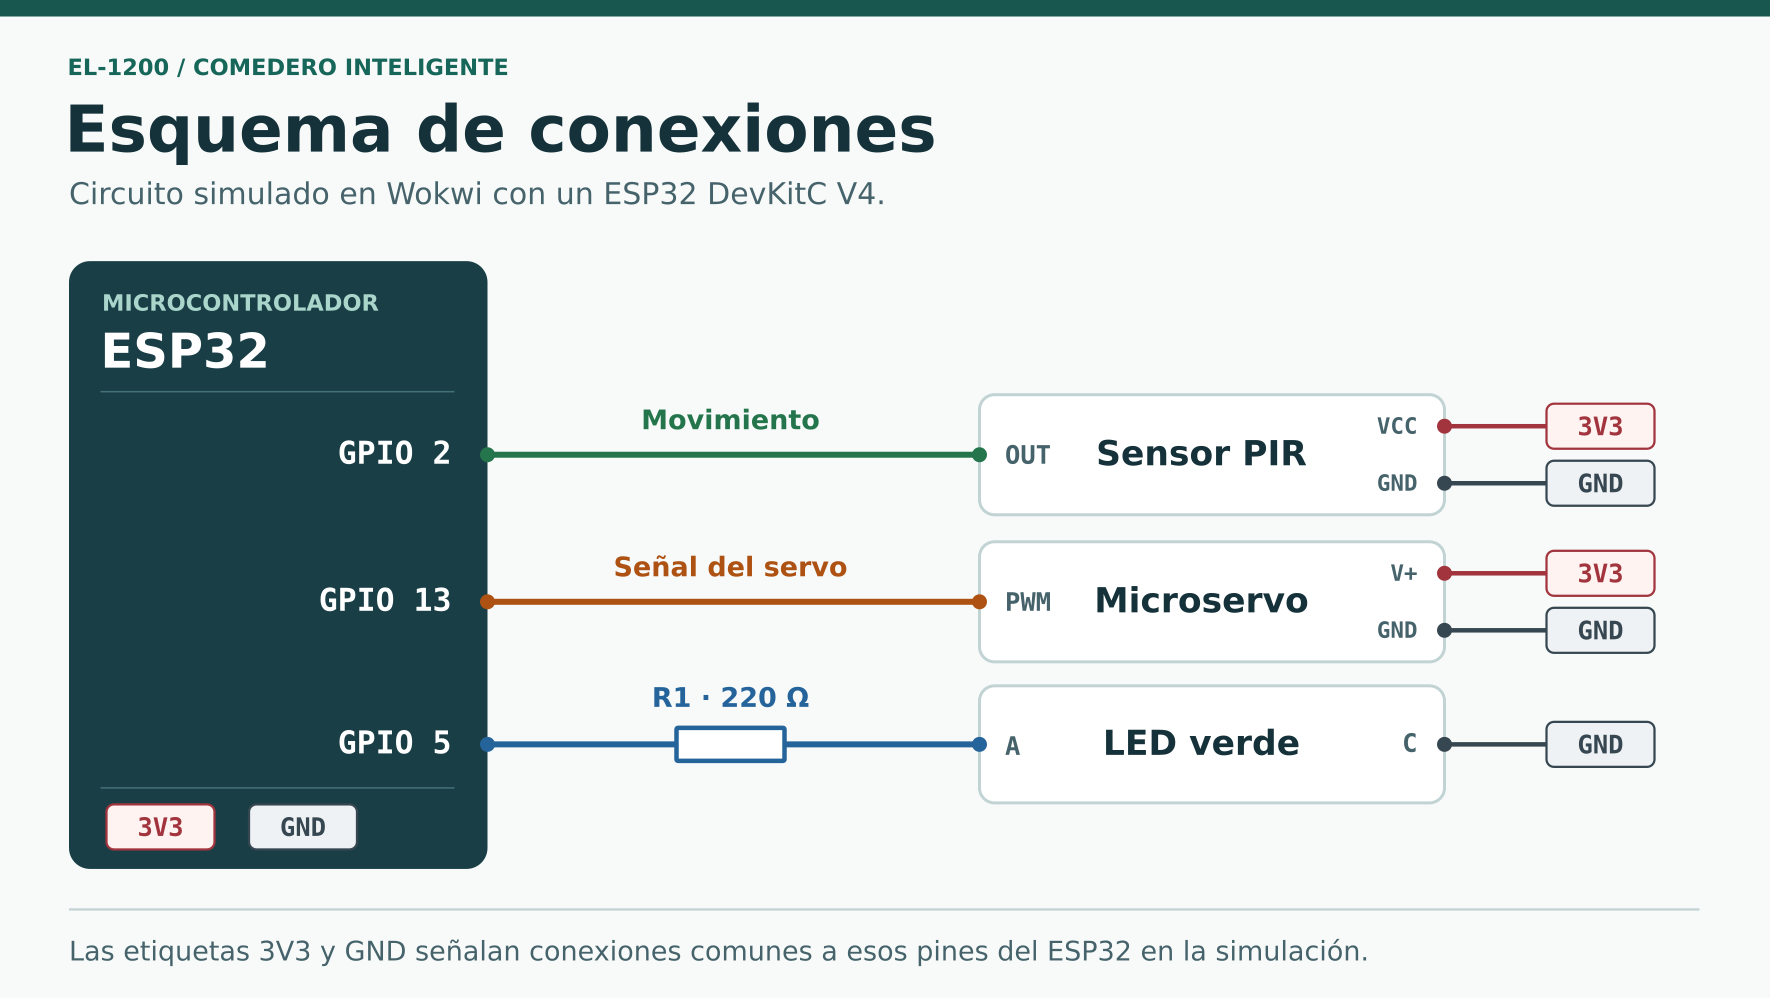 EL-1200 / COMEDERO INTELIGENTE
Esquema de conexiones
Circuito simulado en Wokwi con un ESP32 DevKitC V4.
MICROCONTROLADOR
ESP32
GPIO 2
Movimiento
OUT
Sensor PIR
VCC
3V3
GND
GND
GPIO 13
Señal del servo
PWM
Microservo
V+
3V3
GND
GND
GPIO 5
R1 · 220 Ω
A
LED verde
C
GND
3V3
GND
Las etiquetas 3V3 y GND señalan conexiones comunes a esos pines del ESP32 en la simulación.